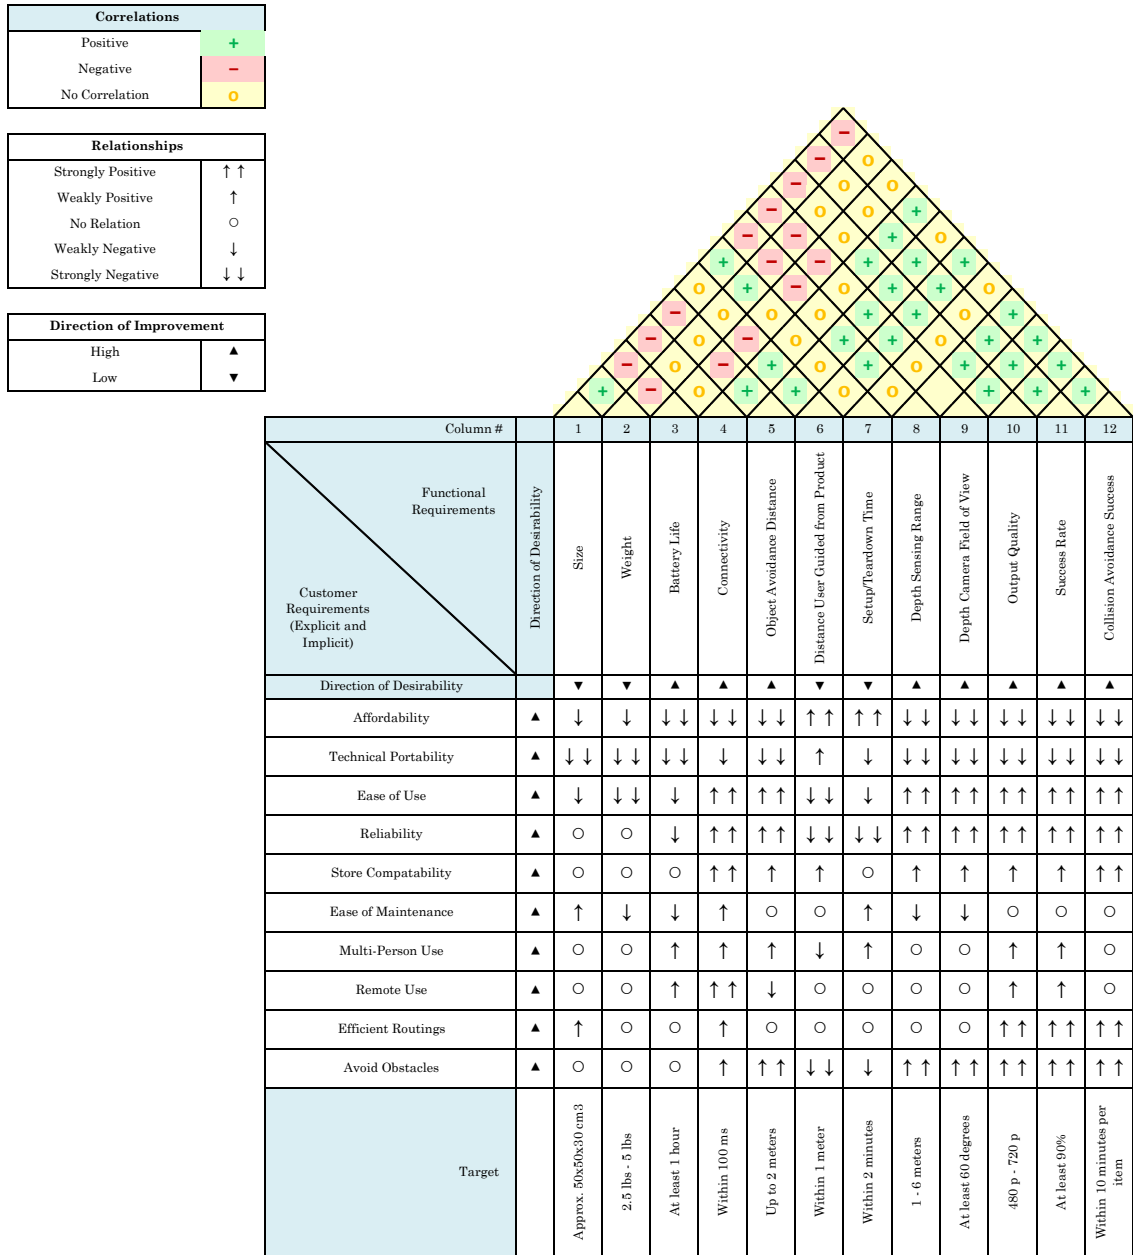 Correlations
Positive +
Negative −
No Correlation o
Relationships
Strongly Positive ↑ ↑
Weakly Positive ↑
No Relation ○
Weakly Negative ↓
Strongly Negative ↓ ↓
Direction of Improvement
High ▲
Low ▼
−
− o
− o o
− o o +
− − o + o
+ − − + + +
o + − o + + o
− o o o + + o +
− o − o + + o + +
− o − + o + o + + +
+ − o + + o o + + +
Column # 1 2 3 4 5 6 7 8 9 10 11 12
Functional
Requirements
Customer
Requirements
(Explicit and
Implicit)
Direction of Desirability
Size
Weight
Battery Life
Connectivity
Object Avoidance Distance
Distance User Guided from Product
Setup/Teardown Time
Depth Sensing Range
Depth Camera Field of View
Output Quality
Success Rate
Collision Avoidance Success
Direction of Desirability ▼ ▼ ▲ ▲ ▲ ▼ ▼ ▲ ▲ ▲ ▲ ▲
Affordability ▲ ↓ ↓ ↓ ↓ ↓ ↓ ↓ ↓ ↑ ↑ ↑ ↑ ↓ ↓ ↓ ↓ ↓ ↓ ↓ ↓ ↓ ↓
Technical Portability ▲ ↓ ↓ ↓ ↓ ↓ ↓ ↓ ↓ ↓ ↑ ↓ ↓ ↓ ↓ ↓ ↓ ↓ ↓ ↓ ↓ ↓
Ease of Use ▲ ↓ ↓ ↓ ↓ ↑ ↑ ↑ ↑ ↓ ↓ ↓ ↑ ↑ ↑ ↑ ↑ ↑ ↑ ↑ ↑ ↑
Reliability ▲ ○ ○ ↓ ↑ ↑ ↑ ↑ ↓ ↓ ↓ ↓ ↑ ↑ ↑ ↑ ↑ ↑ ↑ ↑ ↑ ↑
Store Compatability ▲ ○ ○ ○ ↑ ↑ ↑ ↑ ○ ↑ ↑ ↑ ↑ ↑ ↑
Ease of Maintenance ▲ ↑ ↓ ↓ ↑ ○ ○ ↑ ↓ ↓ ○ ○ ○
Multi-Person Use ▲ ○ ○ ↑ ↑ ↑ ↓ ↑ ○ ○ ↑ ↑ ○
Remote Use ▲ ○ ○ ↑ ↑ ↑ ↓ ○ ○ ○ ○ ↑ ↑ ○
Efficient Routings ▲ ↑ ○ ○ ↑ ○ ○ ○ ○ ○ ↑ ↑ ↑ ↑ ↑ ↑
Avoid Obstacles ▲ ○ ○ ○ ↑ ↑ ↑ ↓ ↓ ↓ ↑ ↑ ↑ ↑ ↑ ↑ ↑ ↑ ↑ ↑
Target
Approx. 50x50x30 cm3
2.5 lbs - 5 lbs
At least 1 hour
Within 100 ms
Up to 2 meters
Within 1 meter
Within 2 minutes
1 - 6 meters
At least 60 degrees
480 p - 720 p
At least 90%
Within 10 minutes per
item